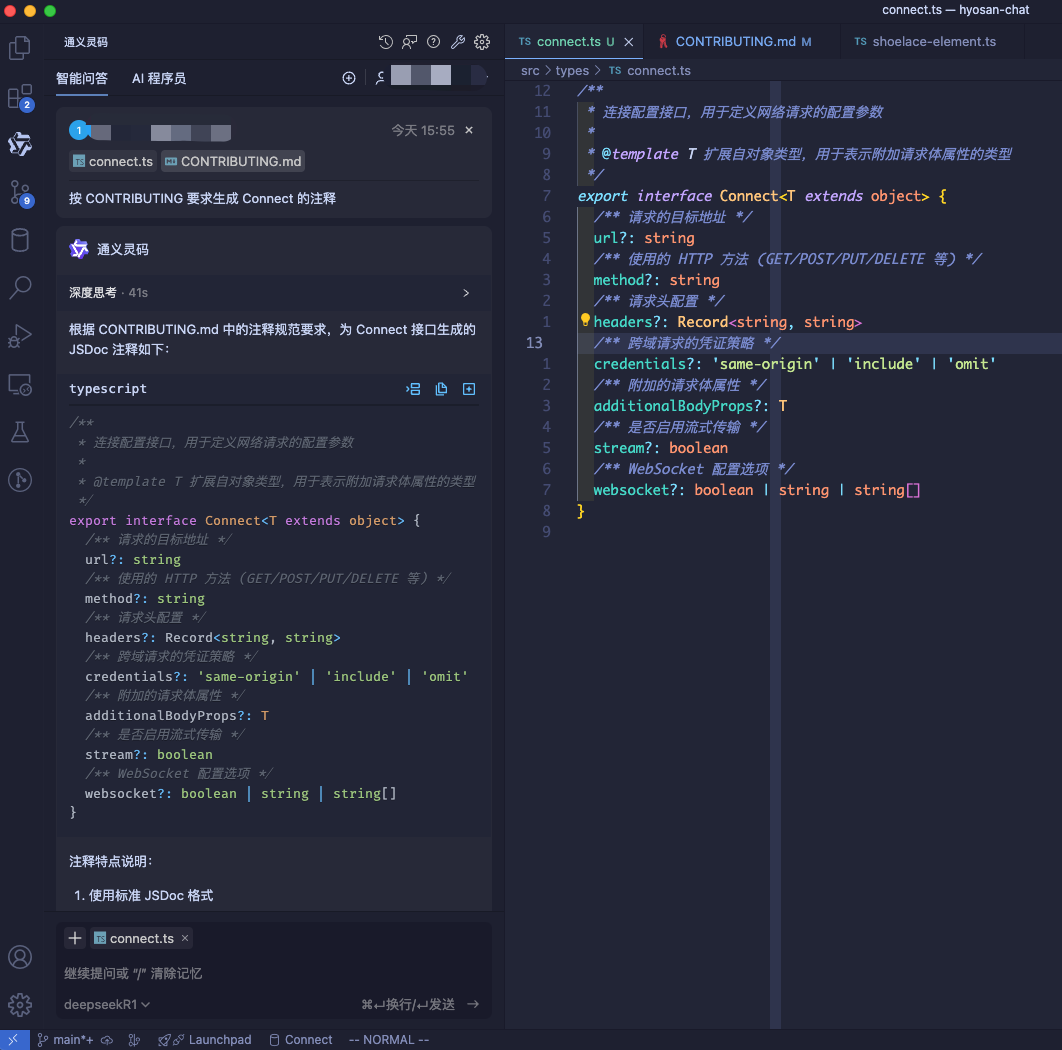 connect.ts — hyosan-chat
通义灵码
智能问答
AI 程序员
1
今天 15:55
connect.ts
CONTRIBUTING.md
按 CONTRIBUTING 要求生成 Connect 的注释
通义灵码
深度思考 · 41s
根据 CONTRIBUTING.md 中的注释规范要求，为 Connect 接口生成的
JSDoc 注释如下：
typescript
/**
 * 连接配置接口，用于定义网络请求的配置参数
 *
 * @template T 扩展自对象类型，用于表示附加请求体属性的类型
 */
export interface Connect<T extends object> {
  /** 请求的目标地址 */
  url?: string
  /** 使用的 HTTP 方法 (GET/POST/PUT/DELETE 等) */
  method?: string
  /** 请求头配置 */
  headers?: Record<string, string>
  /** 跨域请求的凭证策略 */
  credentials?: 'same-origin' | 'include' | 'omit'
  /** 附加的请求体属性 */
  additionalBodyProps?: T
  /** 是否启用流式传输 */
  stream?: boolean
  /** WebSocket 配置选项 */
  websocket?: boolean | string | string[]
}
注释特点说明：
1. 使用标准 JSDoc 格式
connect.ts
继续提问或 “/” 清除记忆
deepseekR1
⌘↵换行/↵发送
2
9
TS connect.ts U
CONTRIBUTING.md M
TS shoelace-element.ts
src > types > TS connect.ts
12 /**
11  * 连接配置接口，用于定义网络请求的配置参数
10  *
9  * @template T 扩展自对象类型，用于表示附加请求体属性的类型
8  */
7 export interface Connect<T extends object> {
6   /** 请求的目标地址 */
5   url?: string
4   /** 使用的 HTTP 方法 (GET/POST/PUT/DELETE 等) */
3   method?: string
2   /** 请求头配置 */
1   headers?: Record<string, string>
13   /** 跨域请求的凭证策略 */
1   credentials?: 'same-origin' | 'include' | 'omit'
2   /** 附加的请求体属性 */
3   additionalBodyProps?: T
4   /** 是否启用流式传输 */
5   stream?: boolean
6   /** WebSocket 配置选项 */
7   websocket?: boolean | string | string[]
8 }
9
main*+
Launchpad
Connect
-- NORMAL --